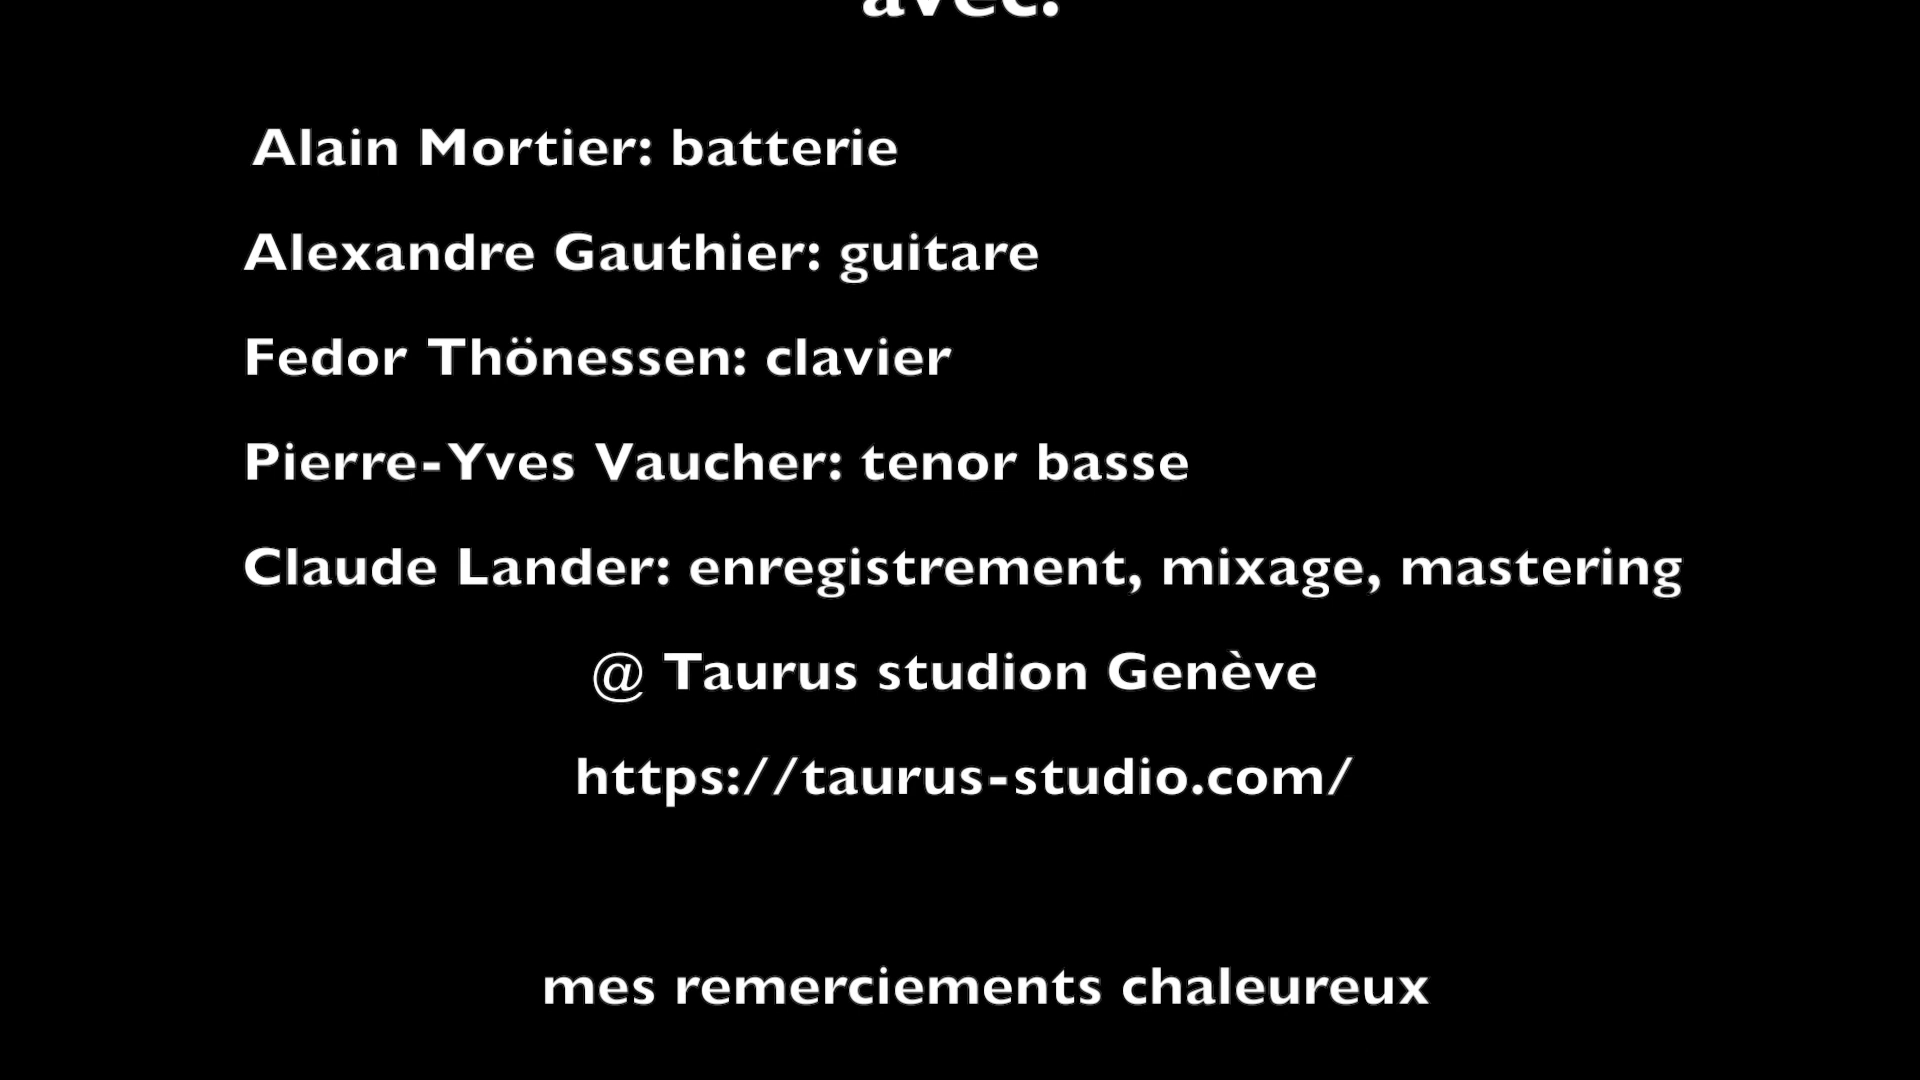 avec:
Alain Mortier: batterie
Alexandre Gauthier: guitare
Fedor Thönessen: clavier
Pierre-Yves Vaucher: tenor basse
Claude Lander: enregistrement, mixage, mastering
@ Taurus studion Genève
https://taurus-studio.com/
mes remerciements chaleureux